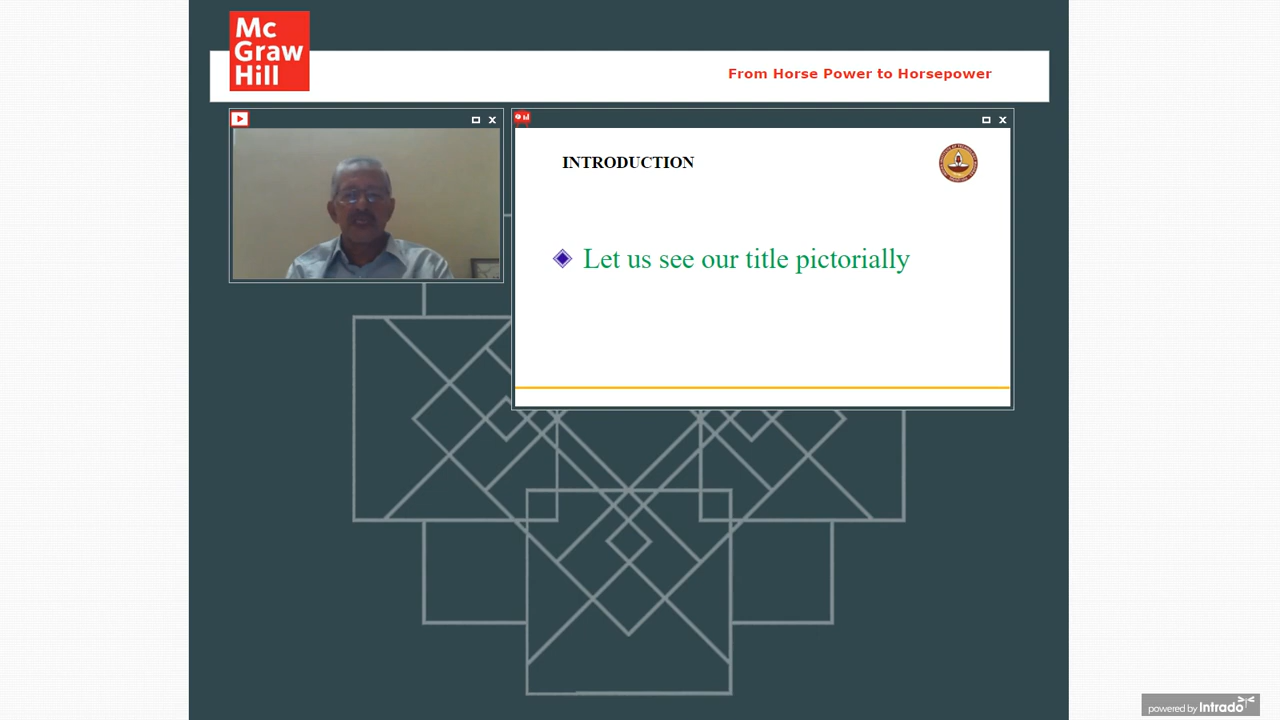 Mc
Graw
Hill
From Horse Power to Horsepower
INTRODUCTION
Let us see our title pictorially
powered by Intrado